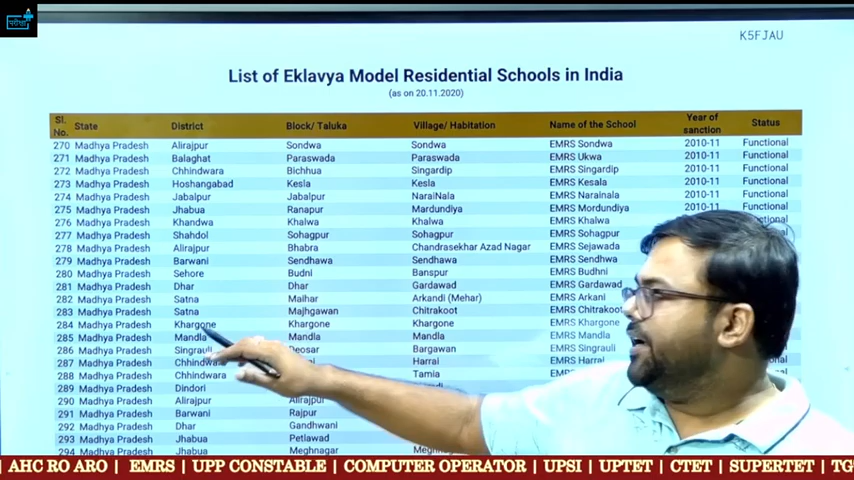 परीक्षा
K5FJAU
List of Eklavya Model Residential Schools in India
(as on 20.11.2020)
Sl. No. State District Block/ Taluka Village/ Habitation Name of the School Year of sanction Status
270 Madhya Pradesh Alirajpur Sondwa Sondwa EMRS Sondwa 2010-11 Functional
271 Madhya Pradesh Balaghat Paraswada Paraswada EMRS Ukwa 2010-11 Functional
272 Madhya Pradesh Chhindwara Bichhua Singardip EMRS Singardip 2010-11 Functional
273 Madhya Pradesh Hoshangabad Kesla Kesla EMRS Kesala 2010-11 Functional
274 Madhya Pradesh Jabalpur Jabalpur NaraiNala EMRS Narainala 2010-11 Functional
275 Madhya Pradesh Jhabua Ranapur Mardundiya EMRS Mordundiya 2010-11 Functional
276 Madhya Pradesh Khandwa Khalwa Khalwa EMRS Khalwa
277 Madhya Pradesh Shahdol Sohagpur Sohagpur EMRS Sohagpur
278 Madhya Pradesh Alirajpur Bhabra Chandrasekhar Azad Nagar EMRS Sejawada
279 Madhya Pradesh Barwani Sendhawa Sendhawa EMRS Sendhwa
280 Madhya Pradesh Sehore Budni Banspur EMRS Budhni
281 Madhya Pradesh Dhar Dhar Gardawad EMRS Gardawad
282 Madhya Pradesh Satna Maihar Arkandi (Mehar) EMRS Arkani
283 Madhya Pradesh Satna Majhgawan Chitrakoot EMRS Chitrakoot
284 Madhya Pradesh Khargone Khargone Khargone EMRS Khargone
285 Madhya Pradesh Mandla Mandla Mandla EMRS Mandla
286 Madhya Pradesh Singrauli Bargawan EMRS Singrauli
287 Madhya Pradesh Harrai EMRS Harrai
288 Madhya Pradesh Chhindwara Tamia
289 Madhya Pradesh Dindori
290 Madhya Pradesh Alirajpur Alirajpur
291 Madhya Pradesh Barwani Rajpur
292 Madhya Pradesh Dhar Gandhwani
293 Madhya Pradesh Jhabua Petlawad
294 Madhya Pradesh Jhabua Meghnagar
| AHC RO ARO | EMRS | UPP CONSTABLE | COMPUTER OPERATOR | UPSI | UPTET | CTET | SUPERTET |